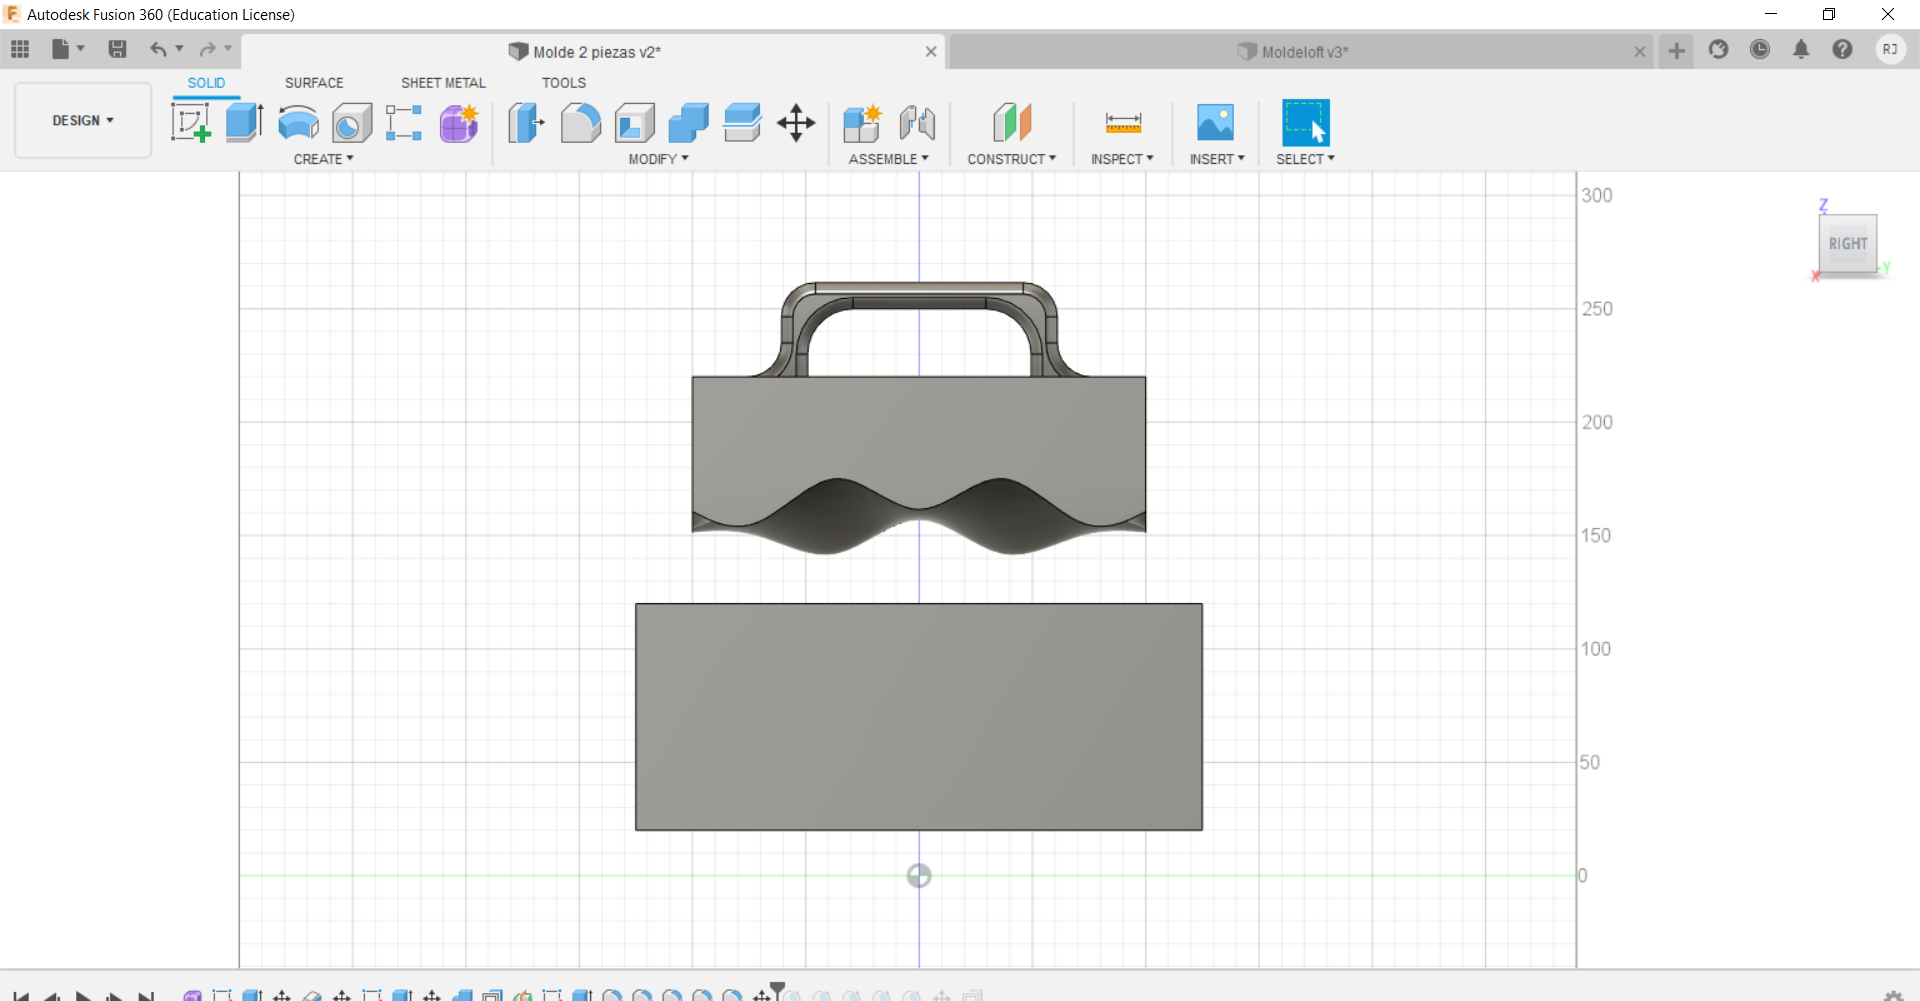 Autodesk Fusion 360 (Education License)
Molde 2 piezas v2*
Moldeloft v3*
RJ
SOLID
SURFACE
SHEET METAL
TOOLS
DESIGN
CREATE
MODIFY
ASSEMBLE
CONSTRUCT
INSPECT
INSERT
SELECT
300
Z
RIGHT
X
Y
250
200
150
100
50
0